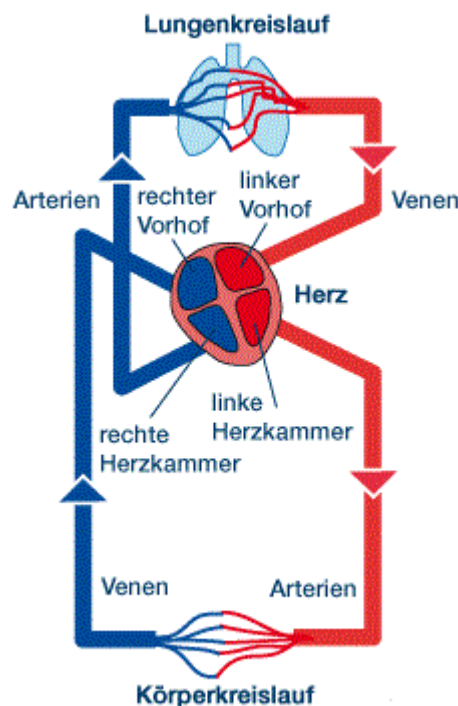 Lungenkreislauf
Arterien
rechter
Vorhof
linker
Vorhof
Venen
Herz
rechte
Herzkammer
linke
Herzkammer
Venen
Arterien
Körperkreislauf